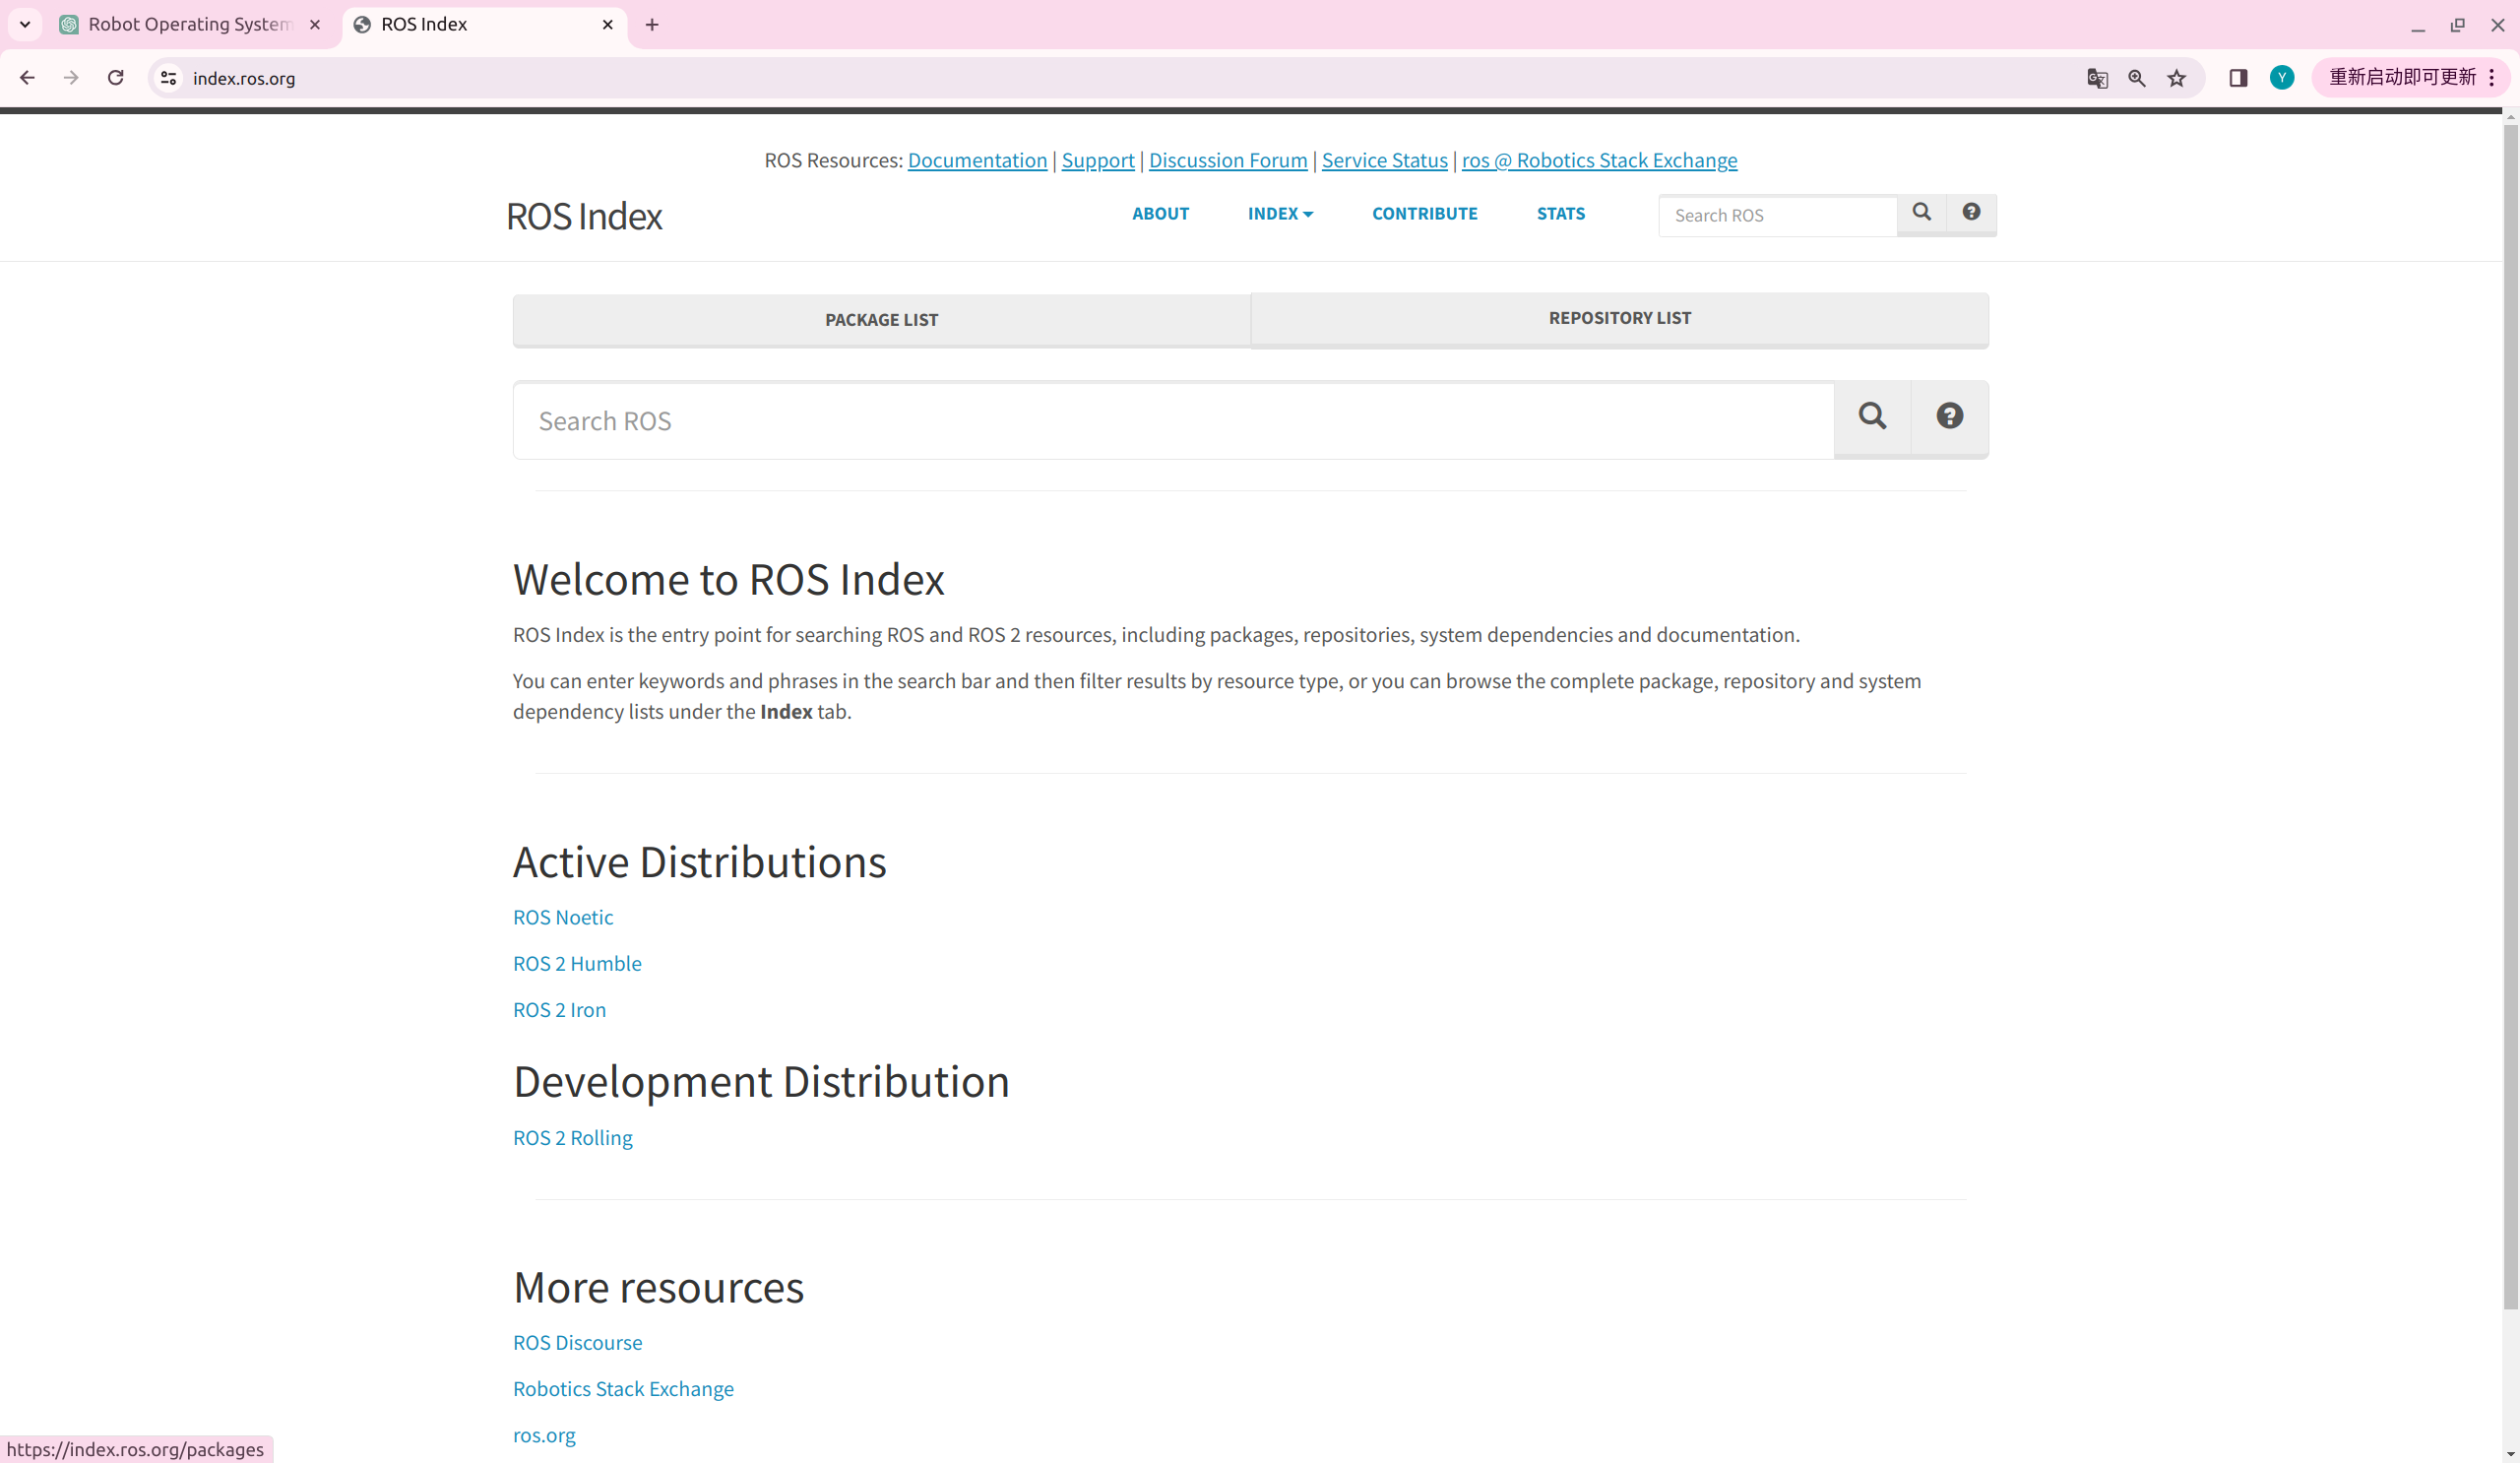 Robot Operating System
ROS Index
index.ros.org
Y
重新启动即可更新
ROS Resources: Documentation | Support | Discussion Forum | Service Status | ros @ Robotics Stack Exchange
ROS Index
ABOUT
INDEX
CONTRIBUTE
STATS
Search ROS
PACKAGE LIST
REPOSITORY LIST
Search ROS
Welcome to ROS Index
ROS Index is the entry point for searching ROS and ROS 2 resources, including packages, repositories, system dependencies and documentation.
You can enter keywords and phrases in the search bar and then filter results by resource type, or you can browse the complete package, repository and system
dependency lists under the Index tab.
Active Distributions
ROS Noetic
ROS 2 Humble
ROS 2 Iron
Development Distribution
ROS 2 Rolling
More resources
ROS Discourse
Robotics Stack Exchange
ros.org
https://index.ros.org/packages